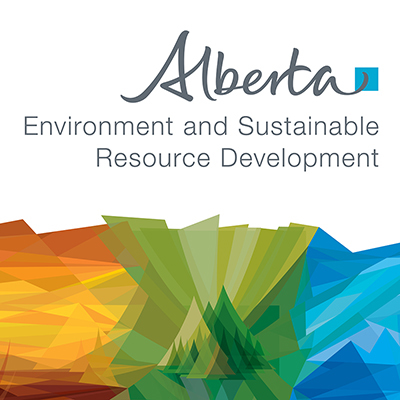 Alberta
Environment and Sustainable
Resource Development